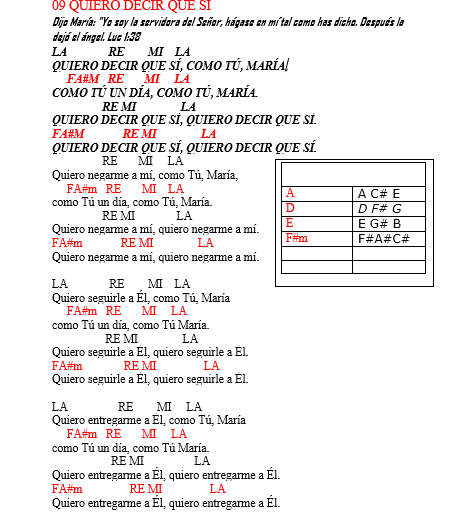 09 QUIERO DECIR QUE SI
Dijo María: "Yo soy la servidora del Señor, hágase en mí tal como has dicho. Después la
dejó el ángel. Luc 1:38
LA RE MI LA
QUIERO DECIR QUE SÍ, COMO TÚ, MARÍA
FA#M RE MI LA
COMO TÚ UN DÍA, COMO TÚ, MARÍA.
RE MI LA
QUIERO DECIR QUE SÍ, QUIERO DECIR QUE SÍ.
FA#M RE MI LA
QUIERO DECIR QUE SÍ, QUIERO DECIR QUE SÍ.
RE MI LA
Quiero negarme a mí, como Tú, María,
FA#m RE MI LA
como Tú un día, como Tú, María.
RE MI LA
Quiero negarme a mí, quiero negarme a mí.
FA#m RE MI LA
Quiero negarme a mí, quiero negarme a mí.
A A C# E
D D F# G
E E G# B
F#m F#A#C#
LA RE MI LA
Quiero seguirle a Él, como Tú, María
FA#m RE MI LA
como Tú un día, como Tú María.
RE MI LA
Quiero seguirle a Él, quiero seguirle a Él.
FA#m RE MI LA
Quiero seguirle a Él, quiero seguirle a Él.
LA RE MI LA
Quiero entregarme a Él, como Tú, María
FA#m RE MI LA
como Tú un día, como Tú María.
RE MI LA
Quiero entregarme a Él, quiero entregarme a Él.
FA#m RE MI LA
Quiero entregarme a Él, quiero entregarme a Él.